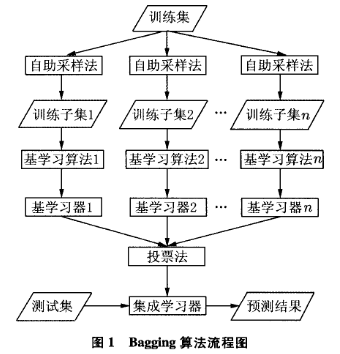 训练集
自助采样法 自助采样法 自助采样法
训练子集1 训练子集2 … 训练子集n
基学习算法1 基学习算法2 … 基学习算法n
基学习器1 基学习器2 … 基学习器n
投票法
测试集 集成学习器 预测结果
图 1 Bagging 算法流程图